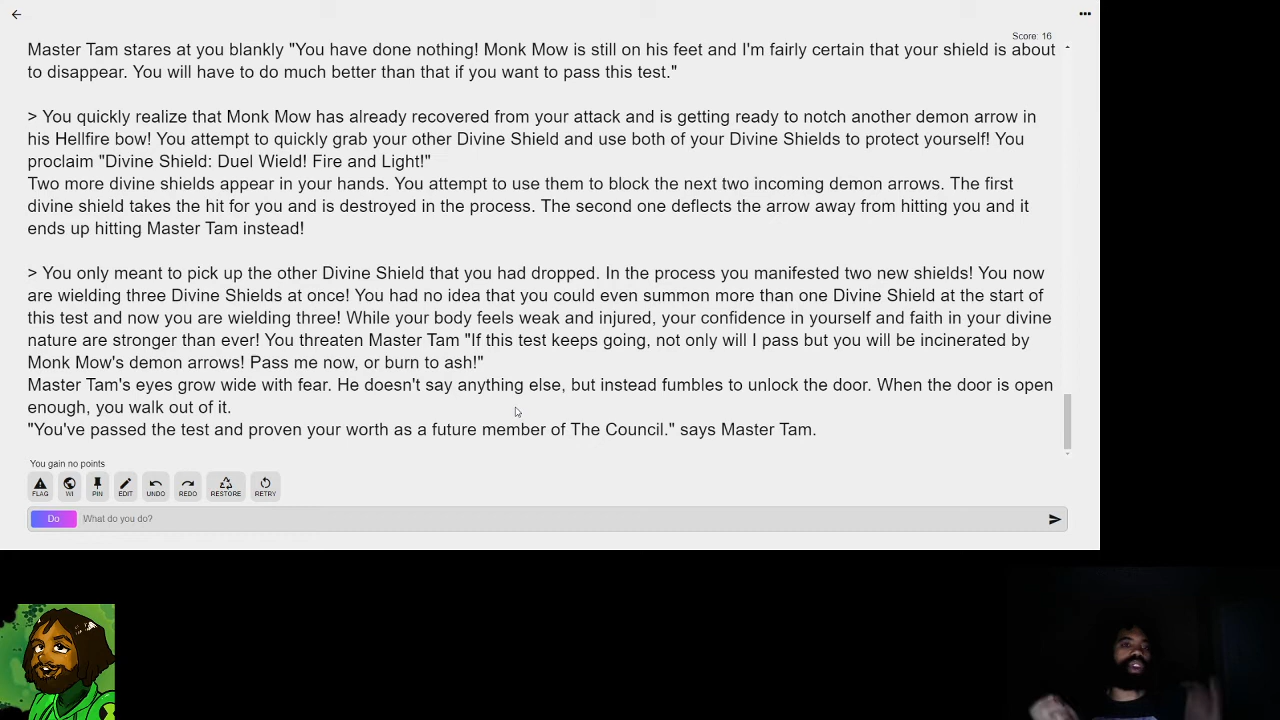 Score: 16
Master Tam stares at you blankly "You have done nothing! Monk Mow is still on his feet and I'm fairly certain that your shield is about
to disappear. You will have to do much better than that if you want to pass this test."
> You quickly realize that Monk Mow has already recovered from your attack and is getting ready to notch another demon arrow in
his Hellfire bow! You attempt to quickly grab your other Divine Shield and use both of your Divine Shields to protect yourself! You
proclaim "Divine Shield: Duel Wield! Fire and Light!"
Two more divine shields appear in your hands. You attempt to use them to block the next two incoming demon arrows. The first
divine shield takes the hit for you and is destroyed in the process. The second one deflects the arrow away from hitting you and it
ends up hitting Master Tam instead!
> You only meant to pick up the other Divine Shield that you had dropped. In the process you manifested two new shields! You now
are wielding three Divine Shields at once! You had no idea that you could even summon more than one Divine Shield at the start of
this test and now you are wielding three! While your body feels weak and injured, your confidence in yourself and faith in your divine
nature are stronger than ever! You threaten Master Tam "If this test keeps going, not only will I pass but you will be incinerated by
Monk Mow's demon arrows! Pass me now, or burn to ash!"
Master Tam's eyes grow wide with fear. He doesn't say anything else, but instead fumbles to unlock the door. When the door is open
enough, you walk out of it.
"You've passed the test and proven your worth as a future member of The Council." says Master Tam.
You gain no points
FLAG WI PIN EDIT UNDO REDO RESTORE RETRY
Do What do you do?